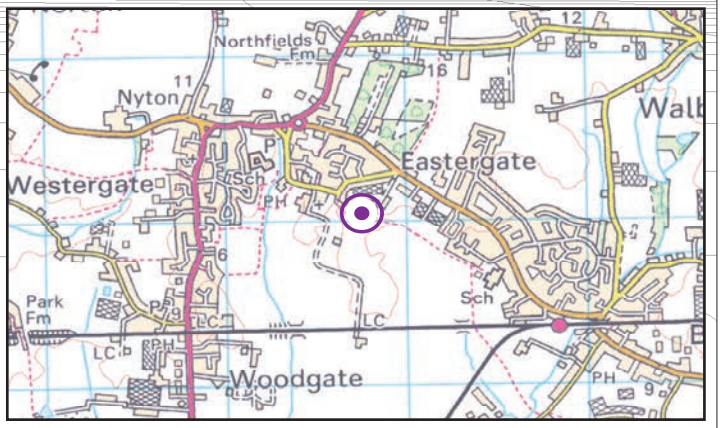 12
Northfields
Fm
16
11
Nyton
Walb
P
Eastergate
Westergate
Sch
PH
6
Sch
Park
Fm
P
9
LC
LC
LC
PH
Woodgate
PH
9